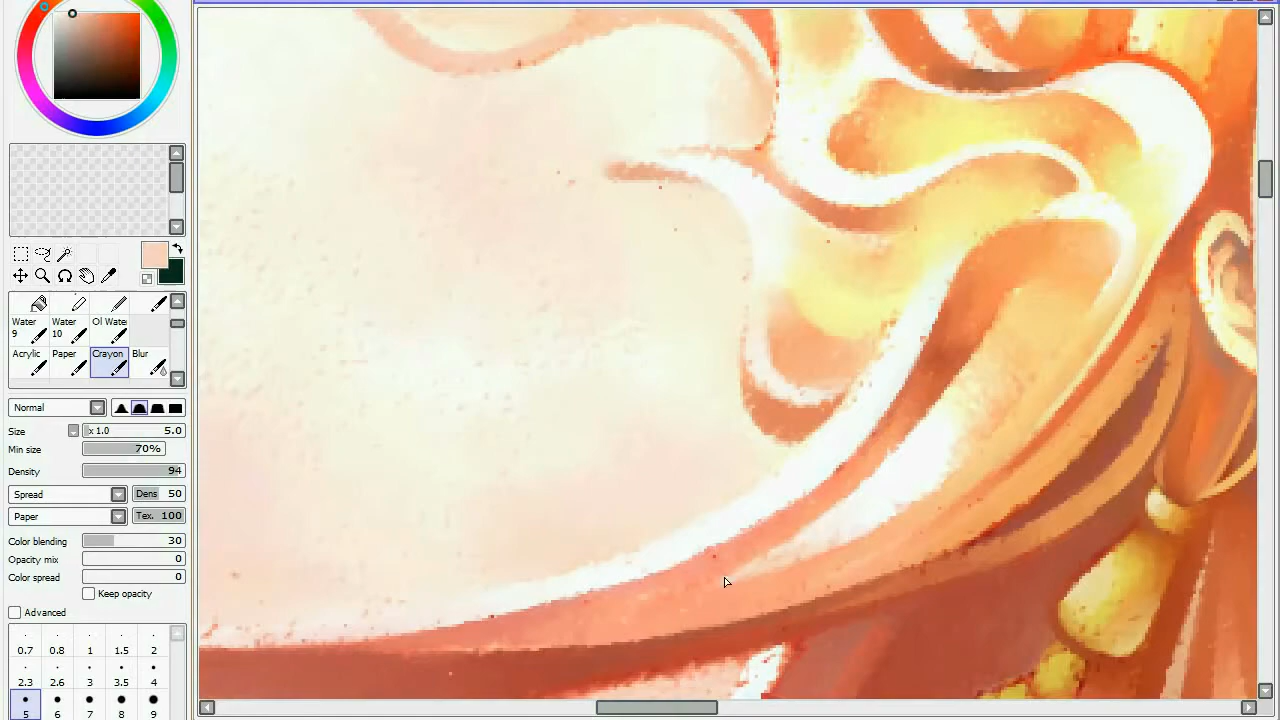 Water Water Ol Wate
9 10
Acrylic Paper Crayon Blur
Normal
Size x 1.0 5.0
Min size 70%
Density 94
Spread Dens 50
Paper Tex. 100
Color blending 30
Opacity mix 0
Color spread 0
Keep opacity
Advanced
0.7 0.8 1 1.5 2
2.3 2.6 3 3.5 4
5 6 7 8 9